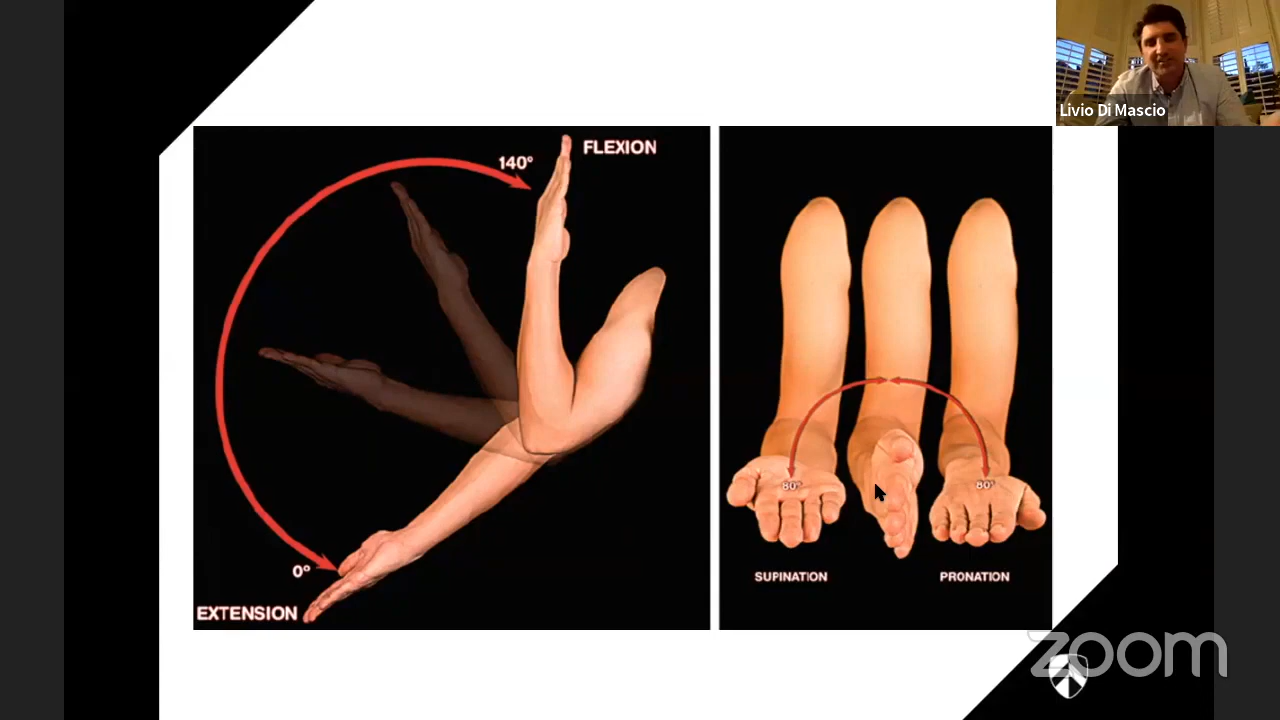 Livio Di Mascio
140°
FLEXION
0°
EXTENSION
80°
80°
SUPINATION
PRONATION
zoom